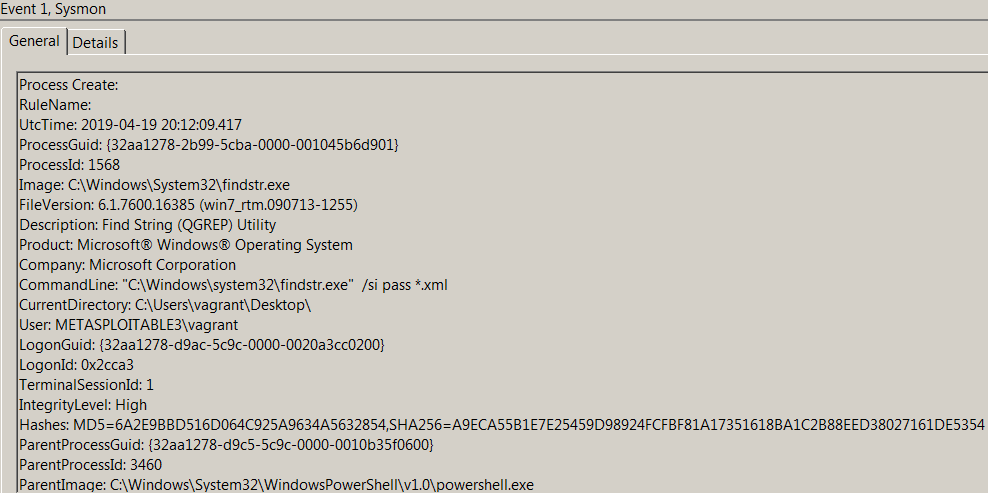 Event 1, Sysmon
General Details
Process Create:
RuleName:
UtcTime: 2019-04-19 20:12:09.417
ProcessGuid: {32aa1278-2b99-5cba-0000-001045b6d901}
ProcessId: 1568
Image: C:\Windows\System32\findstr.exe
FileVersion: 6.1.7600.16385 (win7_rtm.090713-1255)
Description: Find String (QGREP) Utility
Product: Microsoft® Windows® Operating System
Company: Microsoft Corporation
CommandLine: "C:\Windows\system32\findstr.exe"  /si pass *.xml
CurrentDirectory: C:\Users\vagrant\Desktop\
User: METASPLOITABLE3\vagrant
LogonGuid: {32aa1278-d9ac-5c9c-0000-0020a3cc0200}
LogonId: 0x2cca3
TerminalSessionId: 1
IntegrityLevel: High
Hashes: MD5=6A2E9BBD516D064C925A9634A5632854,SHA256=A9ECA55B1E7E25459D98924FCFBF81A17351618BA1C2B88EED38027161DE5354
ParentProcessGuid: {32aa1278-d9c5-5c9c-0000-0010b35f0600}
ParentProcessId: 3460
ParentImage: C:\Windows\System32\WindowsPowerShell\v1.0\powershell.exe